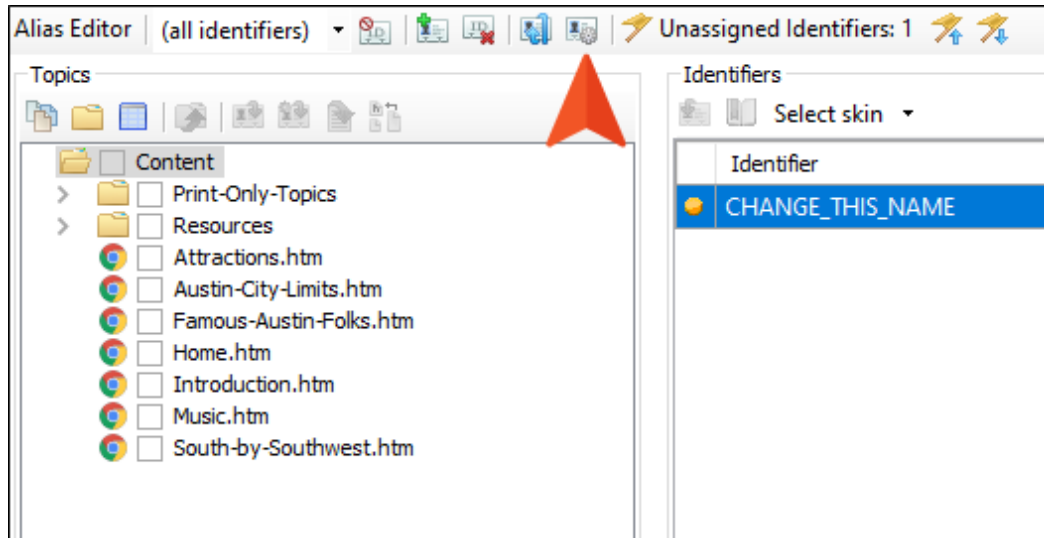 Alias Editor (all identifiers) Unassigned Identifiers: 1
Topics
Content
Print-Only-Topics
Resources
Attractions.htm
Austin-City-Limits.htm
Famous-Austin-Folks.htm
Home.htm
Introduction.htm
Music.htm
South-by-Southwest.htm
Identifiers
Select skin
Identifier
CHANGE_THIS_NAME